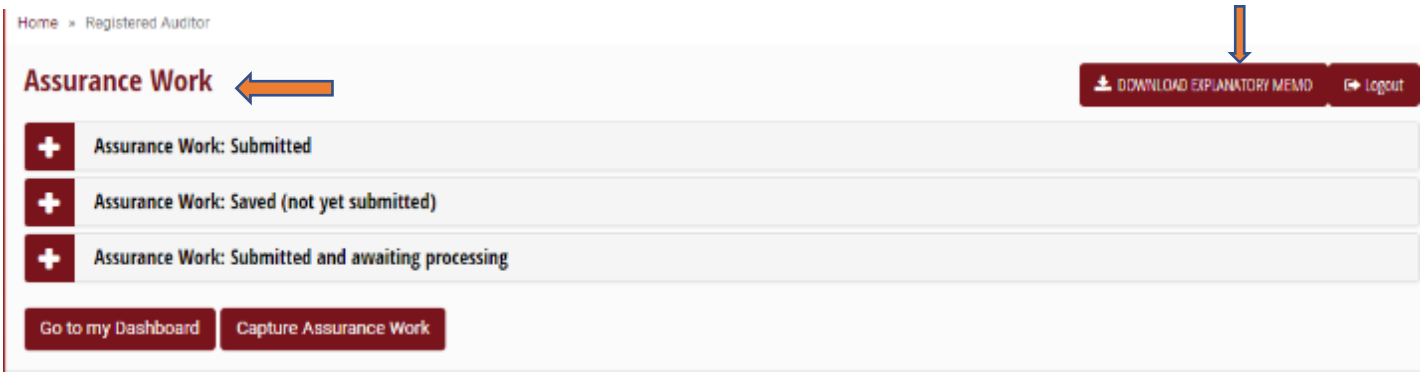 Home » Registered Auditor
Assurance Work
DOWNLOAD EXPLANATORY MEMO
Logout
Assurance Work: Submitted
Assurance Work: Saved (not yet submitted)
Assurance Work: Submitted and awaiting processing
Go to my Dashboard
Capture Assurance Work